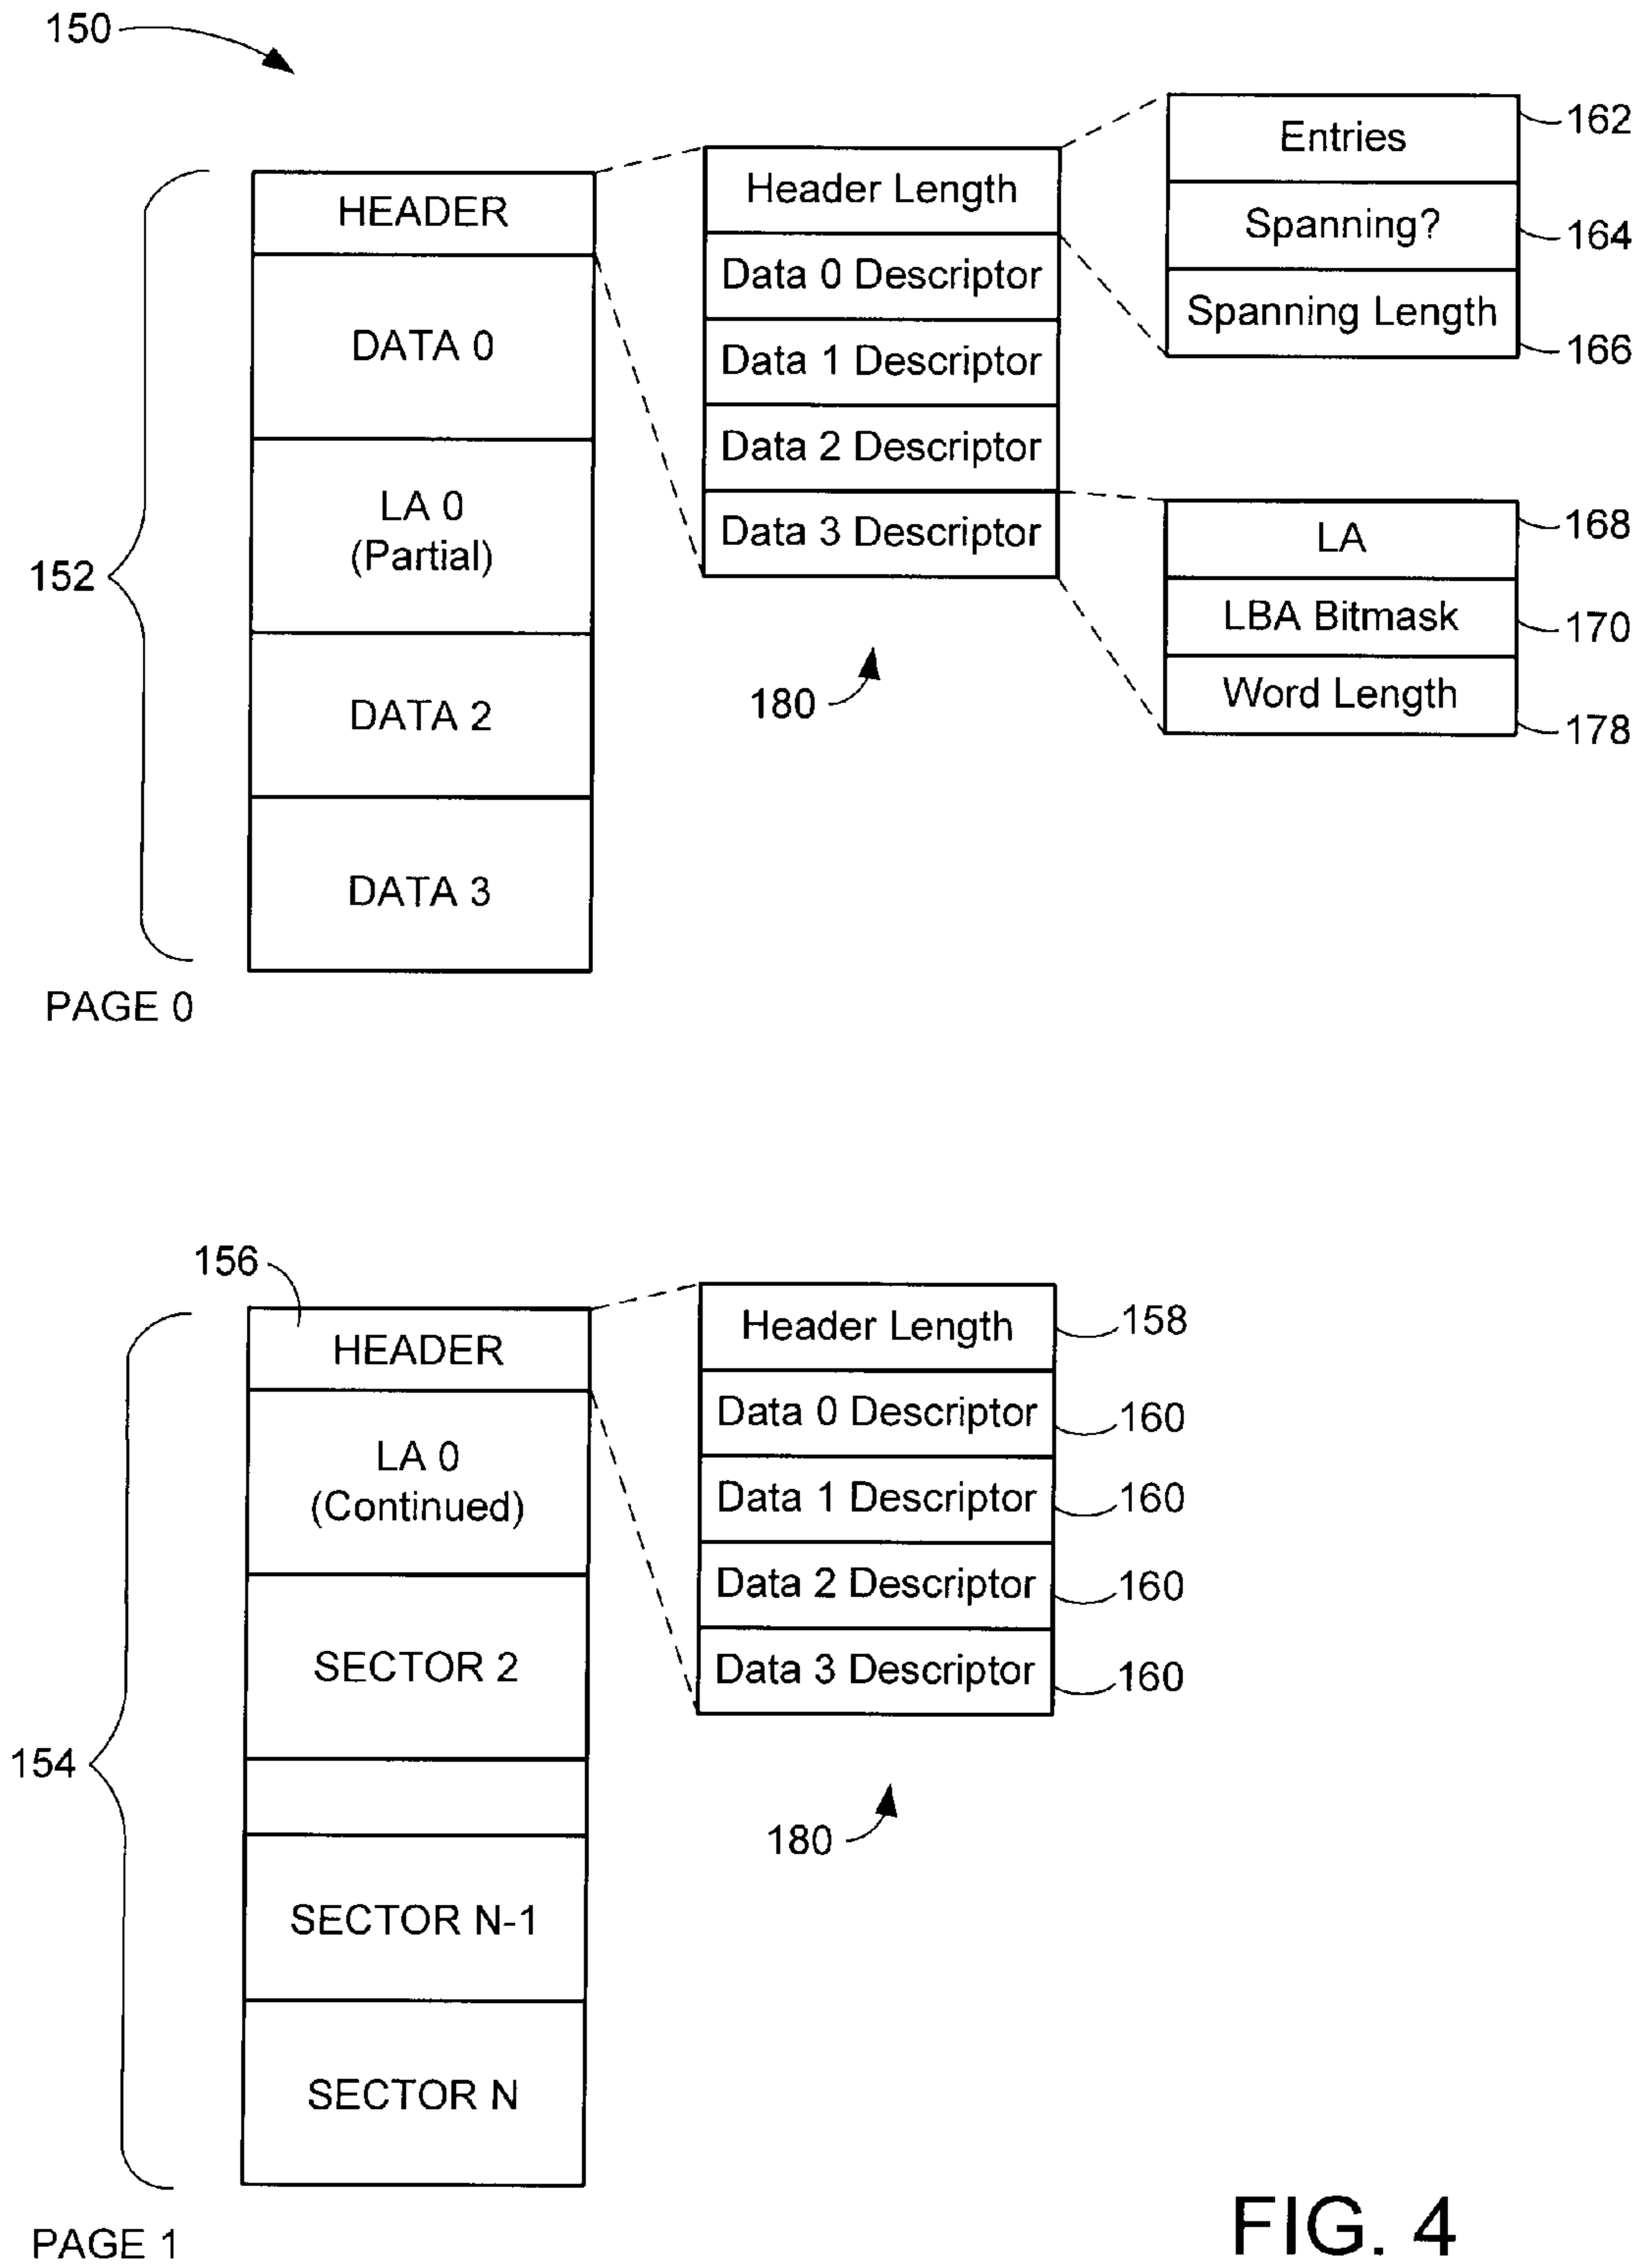 150
HEADER
DATA 0
LA 0
(Partial)
DATA 2
DATA 3
152
PAGE 0
Header Length
Data 0 Descriptor
Data 1 Descriptor
Data 2 Descriptor
Data 3 Descriptor
180
Entries
Spanning?
Spanning Length
162
164
166
LA
LBA Bitmask
Word Length
168
170
178
156
HEADER
LA 0
(Continued)
SECTOR 2
SECTOR N-1
SECTOR N
154
PAGE 1
Header Length
Data 0 Descriptor
Data 1 Descriptor
Data 2 Descriptor
Data 3 Descriptor
158
160
160
160
160
180
FIG. 4